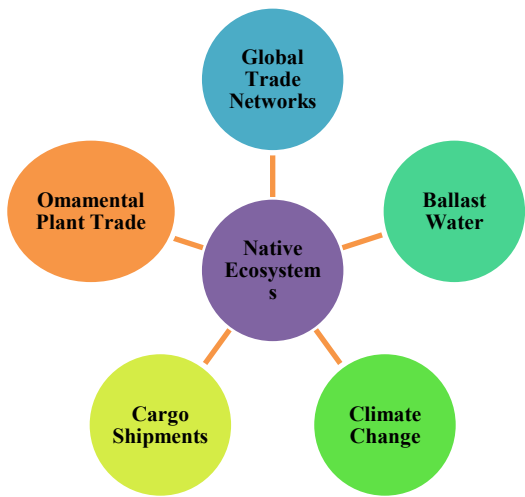 Global
Trade
Networks
Omamental
Plant Trade
Ballast
Water
Native
Ecosystem
s
Cargo
Shipments
Climate
Change